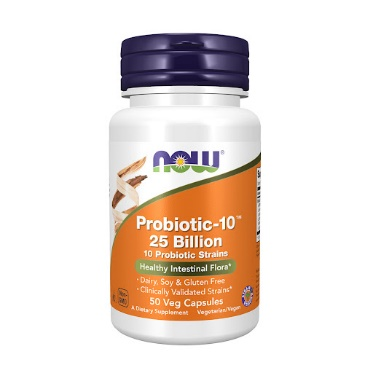 NOW
Probiotic-10™
25 Billion
10 Probiotic Strains
Healthy Intestinal Flora*
• Dairy, Soy & Gluten Free
• Clinically Validated Strains*
50 Veg Capsules
A Dietary Supplement Vegetarian/Vegan